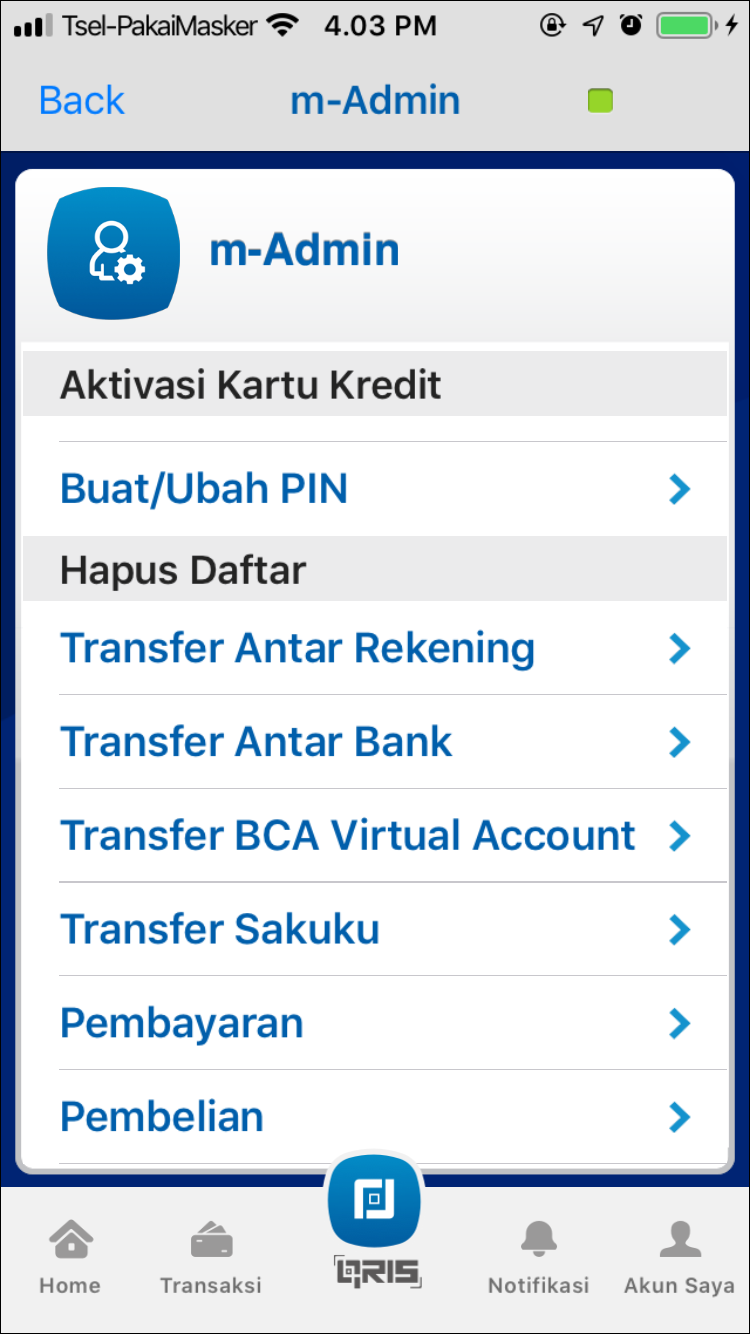 Tsel-PakaiMasker 4.03 PM
Back m-Admin
m-Admin
Aktivasi Kartu Kredit
Buat/Ubah PIN
Hapus Daftar
Transfer Antar Rekening
Transfer Antar Bank
Transfer BCA Virtual Account
Transfer Sakuku
Pembayaran
Pembelian
Home Transaksi QRIS Notifikasi Akun Saya